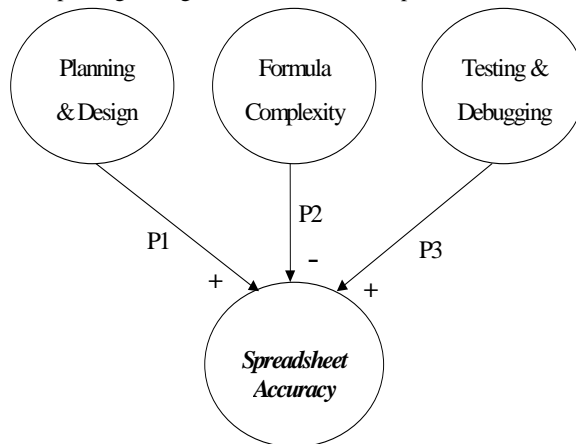 Planning
& Design
Formula
Complexity
Testing &
Debugging
P1
P2
P3
+
-
+
Spreadsheet
Accuracy